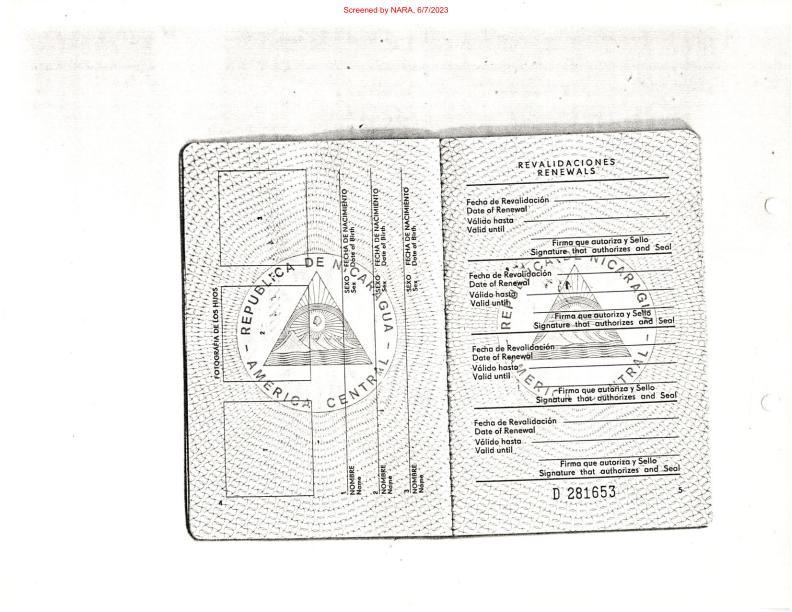 Screened by NARA, 6/7/2023
FOTOGRAFIA DE LOS HIJOS
1
2
3
1
NOMBRE
Name
SEXO
Sex
FECHA DE NACIMIENTO
Date of Birth
2
NOMBRE
Name
SEXO
Sex
FECHA DE NACIMIENTO
Date of Birth
3
NOMBRE
Name
SEXO
Sex
FECHA DE NACIMIENTO
Date of Birth
REPUBLICA DE NICARAGUA
AMERICA CENTRAL
4
REVALIDACIONES
RENEWALS
Fecha de Revalidación
Date of Renewal
Válido hasta
Valid until
Firma que autoriza y Sello
Signature that authorizes and Seal
Fecha de Revalidación
Date of Renewal
Válido hasta
Valid until
Firma que autoriza y Sello
Signature that authorizes and Seal
Fecha de Revalidación
Date of Renewal
Válido hasta
Valid until
Firma que autoriza y Sello
Signature that authorizes and Seal
Fecha de Revalidación
Date of Renewal
Válido hasta
Valid until
Firma que autoriza y Sello
Signature that authorizes and Seal
D 281653
5